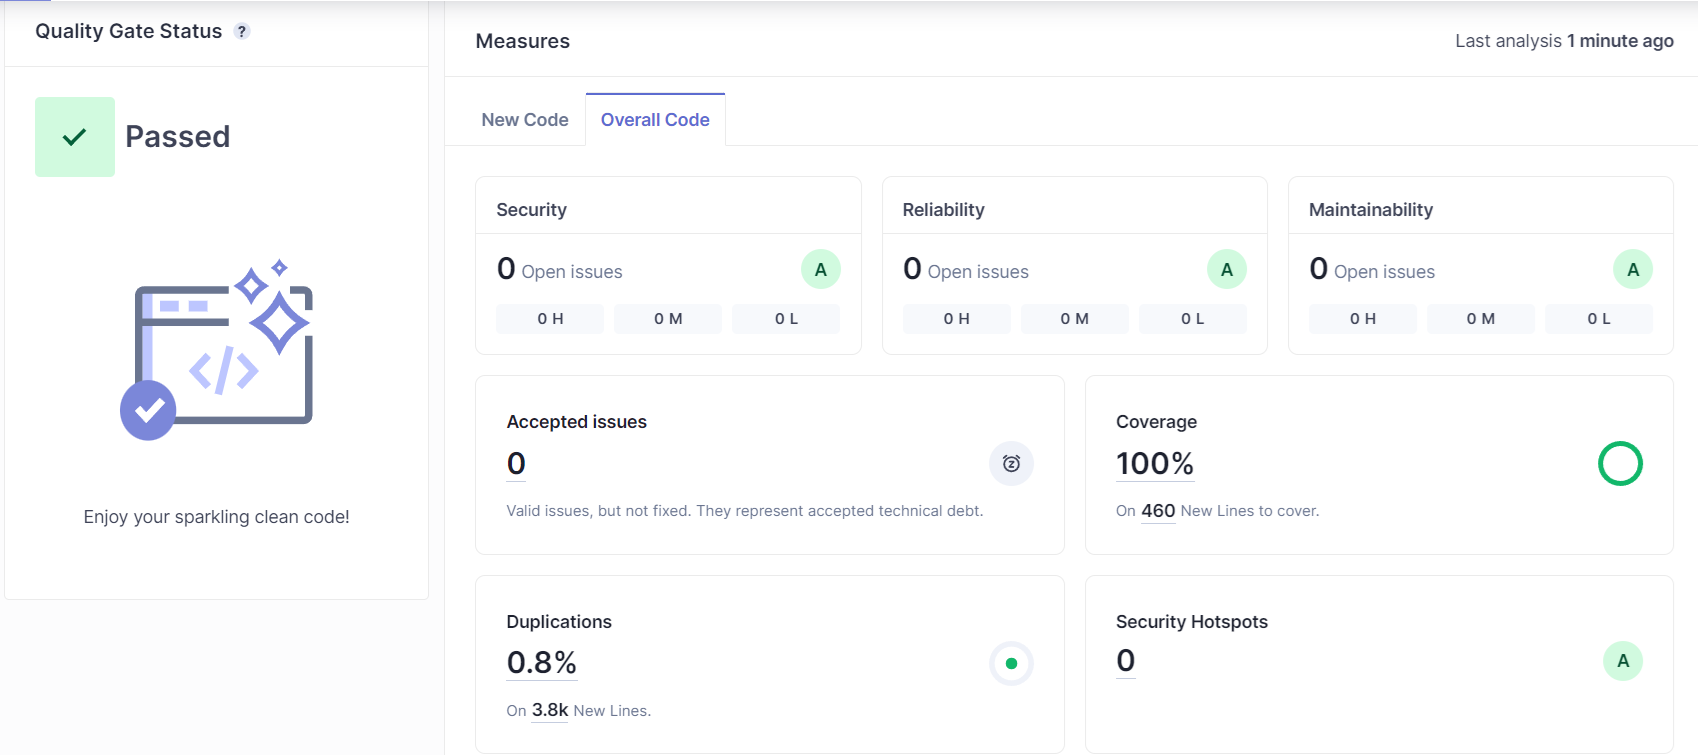 Quality Gate Status ?
Passed
Enjoy your sparkling clean code!
Measures
Last analysis 1 minute ago
New Code
Overall Code
Security
0 Open issues
A
0 H
0 M
0 L
Reliability
0 Open issues
A
0 H
0 M
0 L
Maintainability
0 Open issues
A
0 H
0 M
0 L
Accepted issues
0
Valid issues, but not fixed. They represent accepted technical debt.
Coverage
100%
On 460 New Lines to cover.
Duplications
0.8%
On 3.8k New Lines.
Security Hotspots
0
A